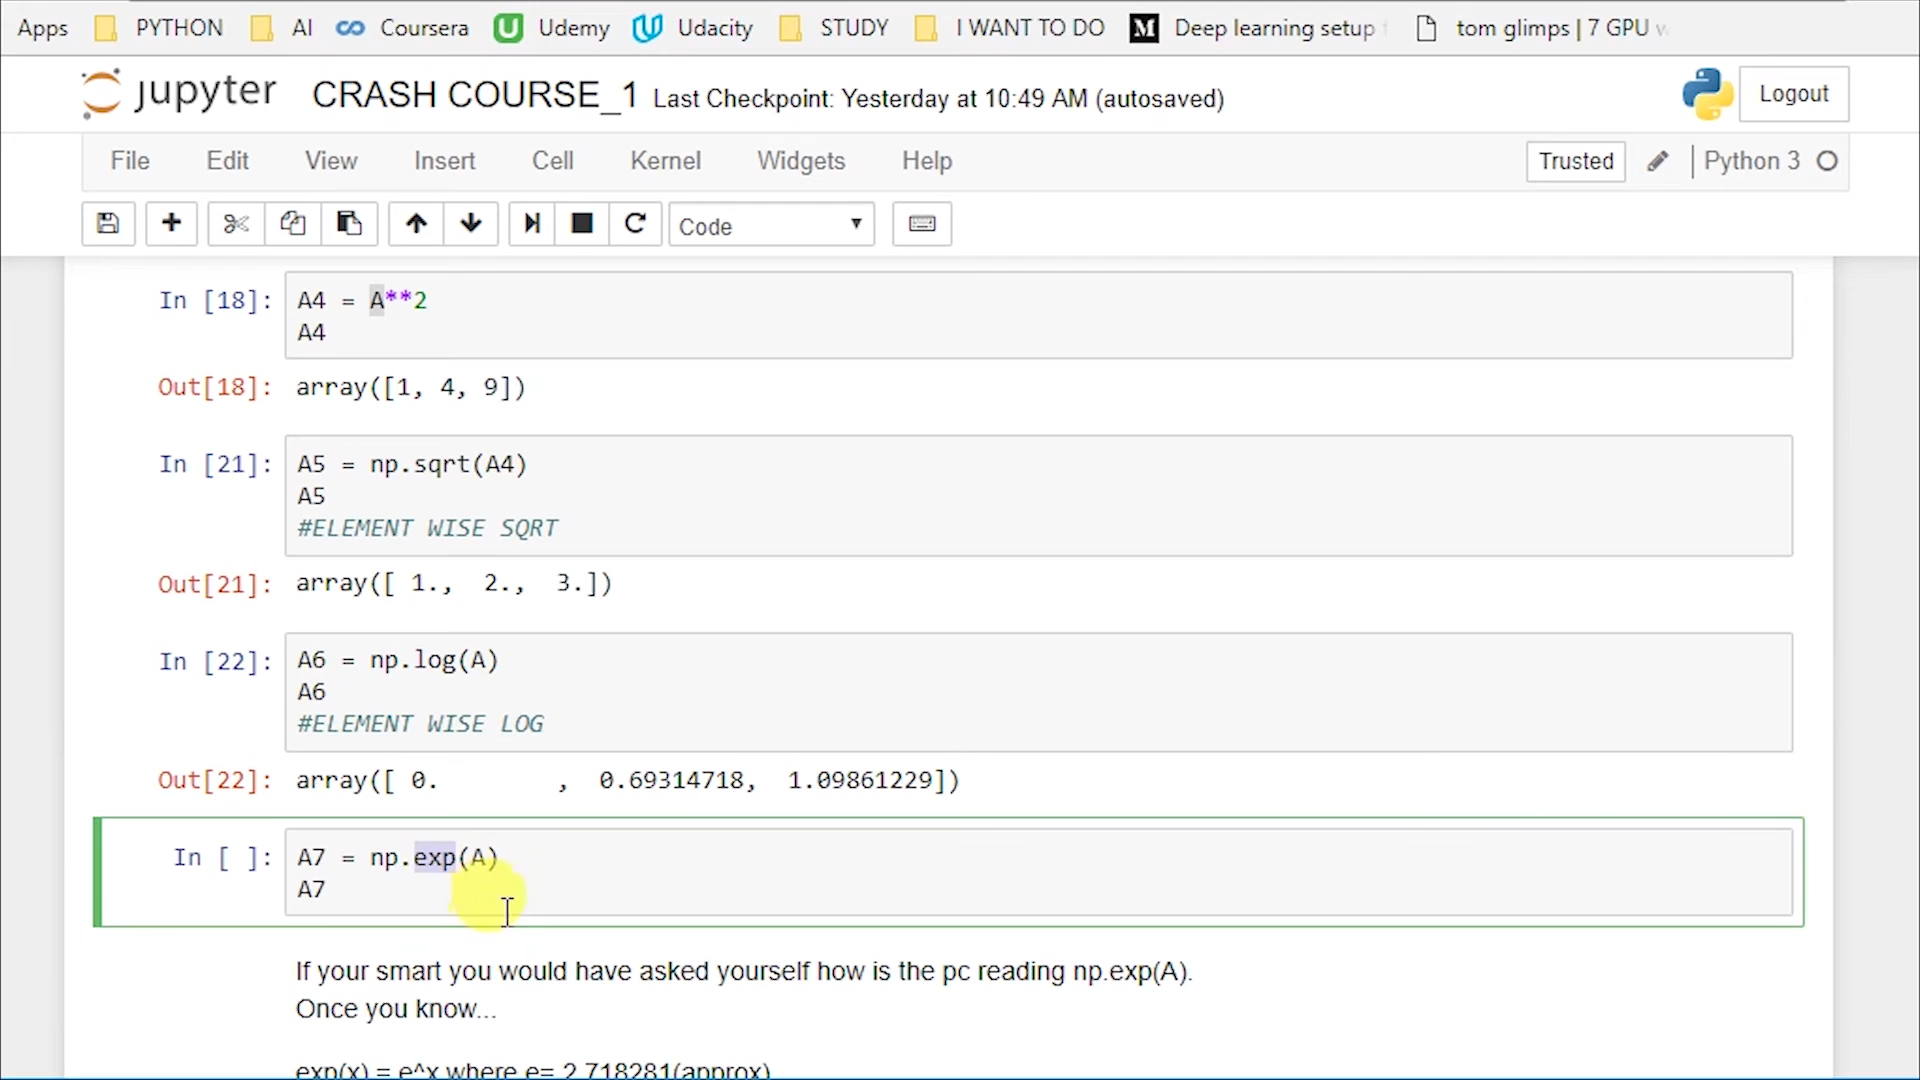 Apps PYTHON AI Coursera Udemy Udacity STUDY I WANT TO DO M Deep learning setup tom glimps | 7 GPU w
jupyter CRASH COURSE_1 Last Checkpoint: Yesterday at 10:49 AM (autosaved) Logout
File Edit View Insert Cell Kernel Widgets Help Trusted Python 3
Code
In [18]: A4 = A**2
A4
Out[18]: array([1, 4, 9])
In [21]: A5 = np.sqrt(A4)
A5
#ELEMENT WISE SQRT
Out[21]: array([ 1., 2., 3.])
In [22]: A6 = np.log(A)
A6
#ELEMENT WISE LOG
Out[22]: array([ 0. , 0.69314718, 1.09861229])
In [ ]: A7 = np.exp(A)
A7
If your smart you would have asked yourself how is the pc reading np.exp(A).
Once you know...
exp(x) = e^x where e= 2.718281(approx)